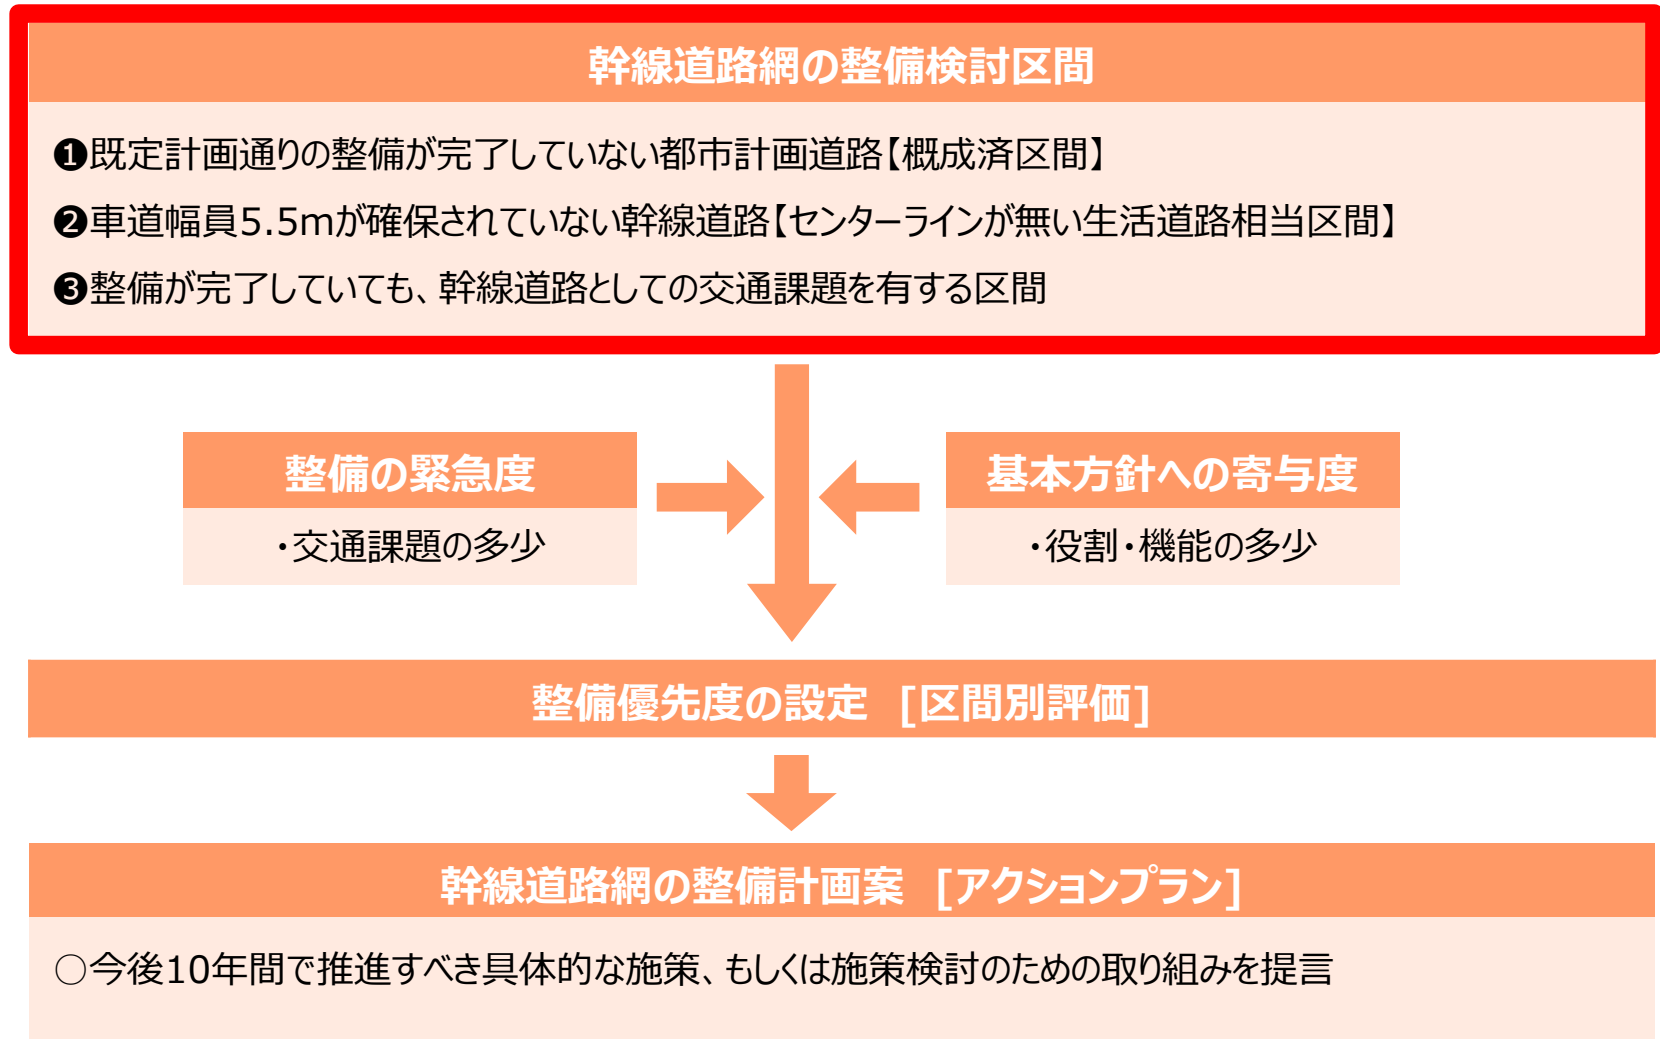 幹線道路網の整備検討区間
❶既定計画通りの整備が完了していない都市計画道路【概成済区間】
❷車道幅員5.5mが確保されていない幹線道路【センターラインが無い生活道路相当区間】
❸整備が完了していても、幹線道路としての交通課題を有する区間
整備の緊急度
・交通課題の多少
基本方針への寄与度
・役割・機能の多少
整備優先度の設定 [区間別評価]
幹線道路網の整備計画案 [アクションプラン]
○今後10年間で推進すべき具体的な施策、もしくは施策検討のための取り組みを提言